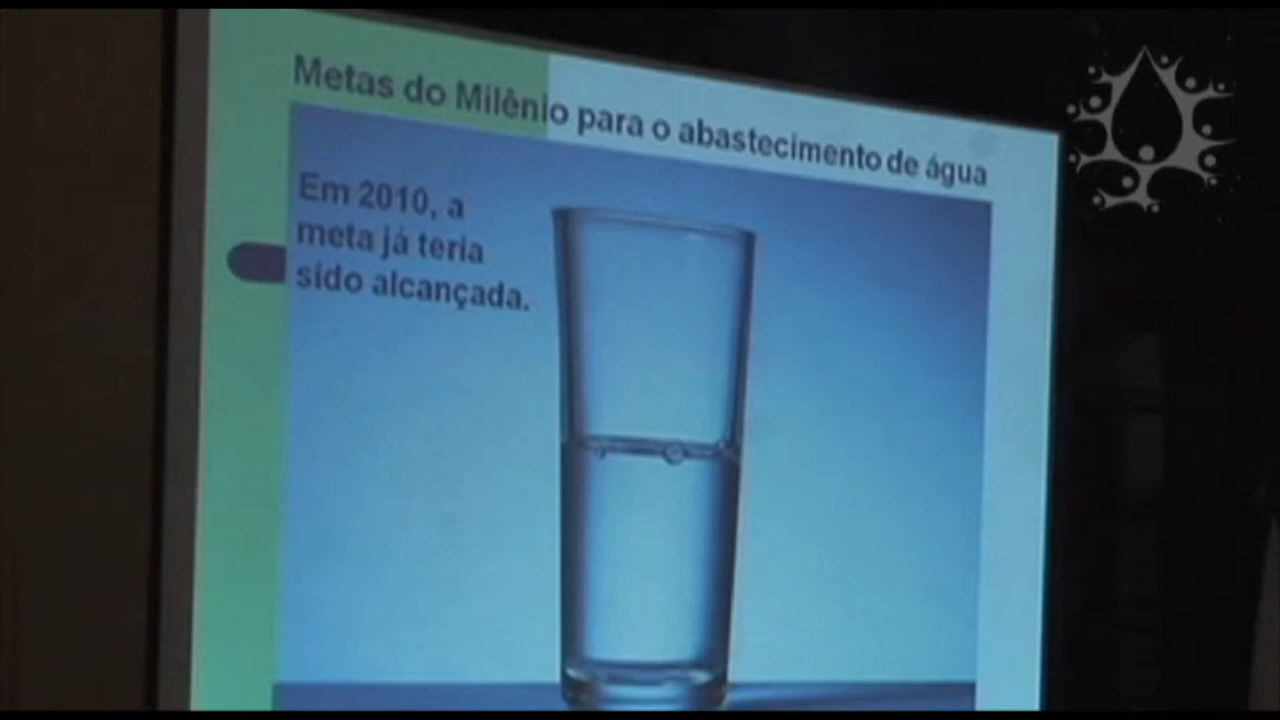 Metas do Milênio para o abastecimento de água
Em 2010, a
meta já teria
sido alcançada.